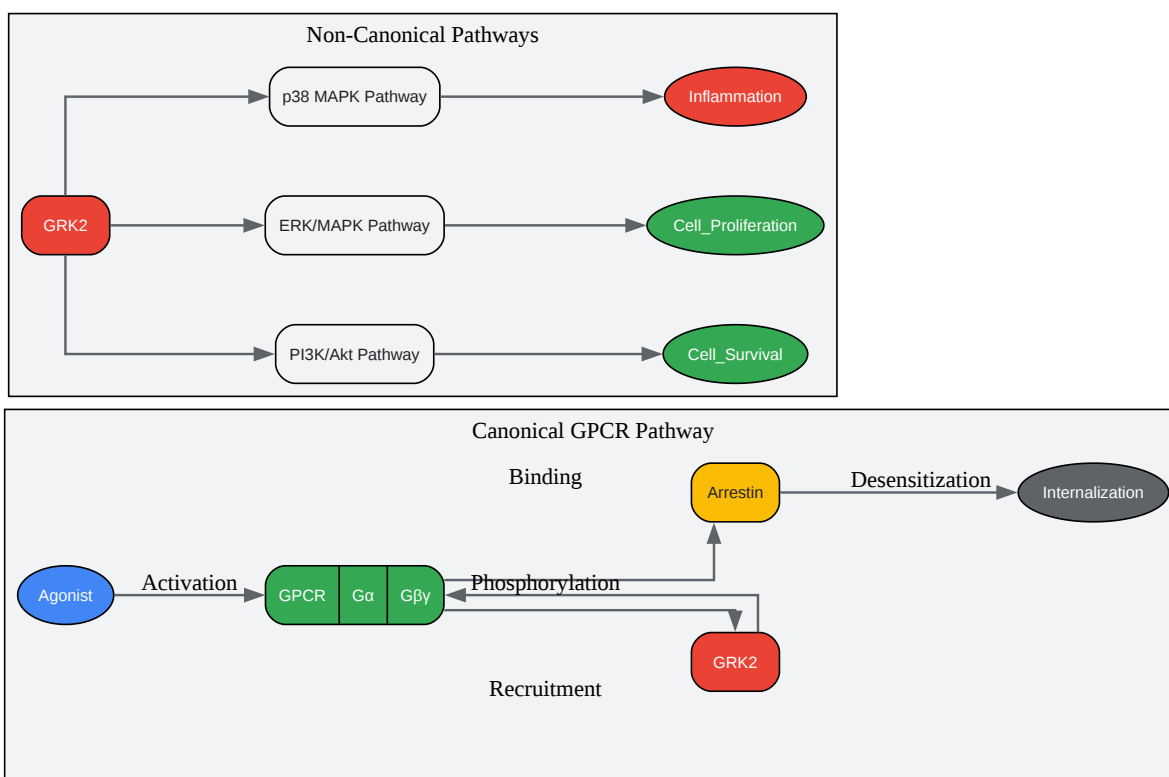 Non-Canonical Pathways
p38 MAPK Pathway
Inflammation
GRK2
ERK/MAPK Pathway
Cell_Proliferation
PI3K/Akt Pathway
Cell_Survival
Canonical GPCR Pathway
Binding
Arrestin
Desensitization
Internalization
Agonist
Activation
GPCR
Gα
Gβγ
Phosphorylation
GRK2
Recruitment